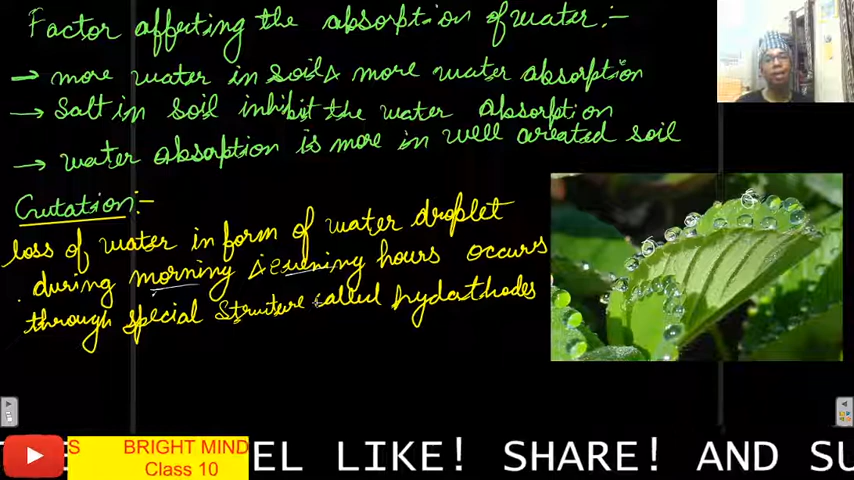 Factor affecting the absorption of water:-
→ more water in soil & more water absorption
→ Salt in soil inhibit the water absorption
→ water absorption is more in well areated soil
Gutation:-
loss of water in form of water droplet
during morning & evening hours occurs
through special structure called hydathodes
S BRIGHT MIND
Class 10
EL LIKE! SHARE! AND SU